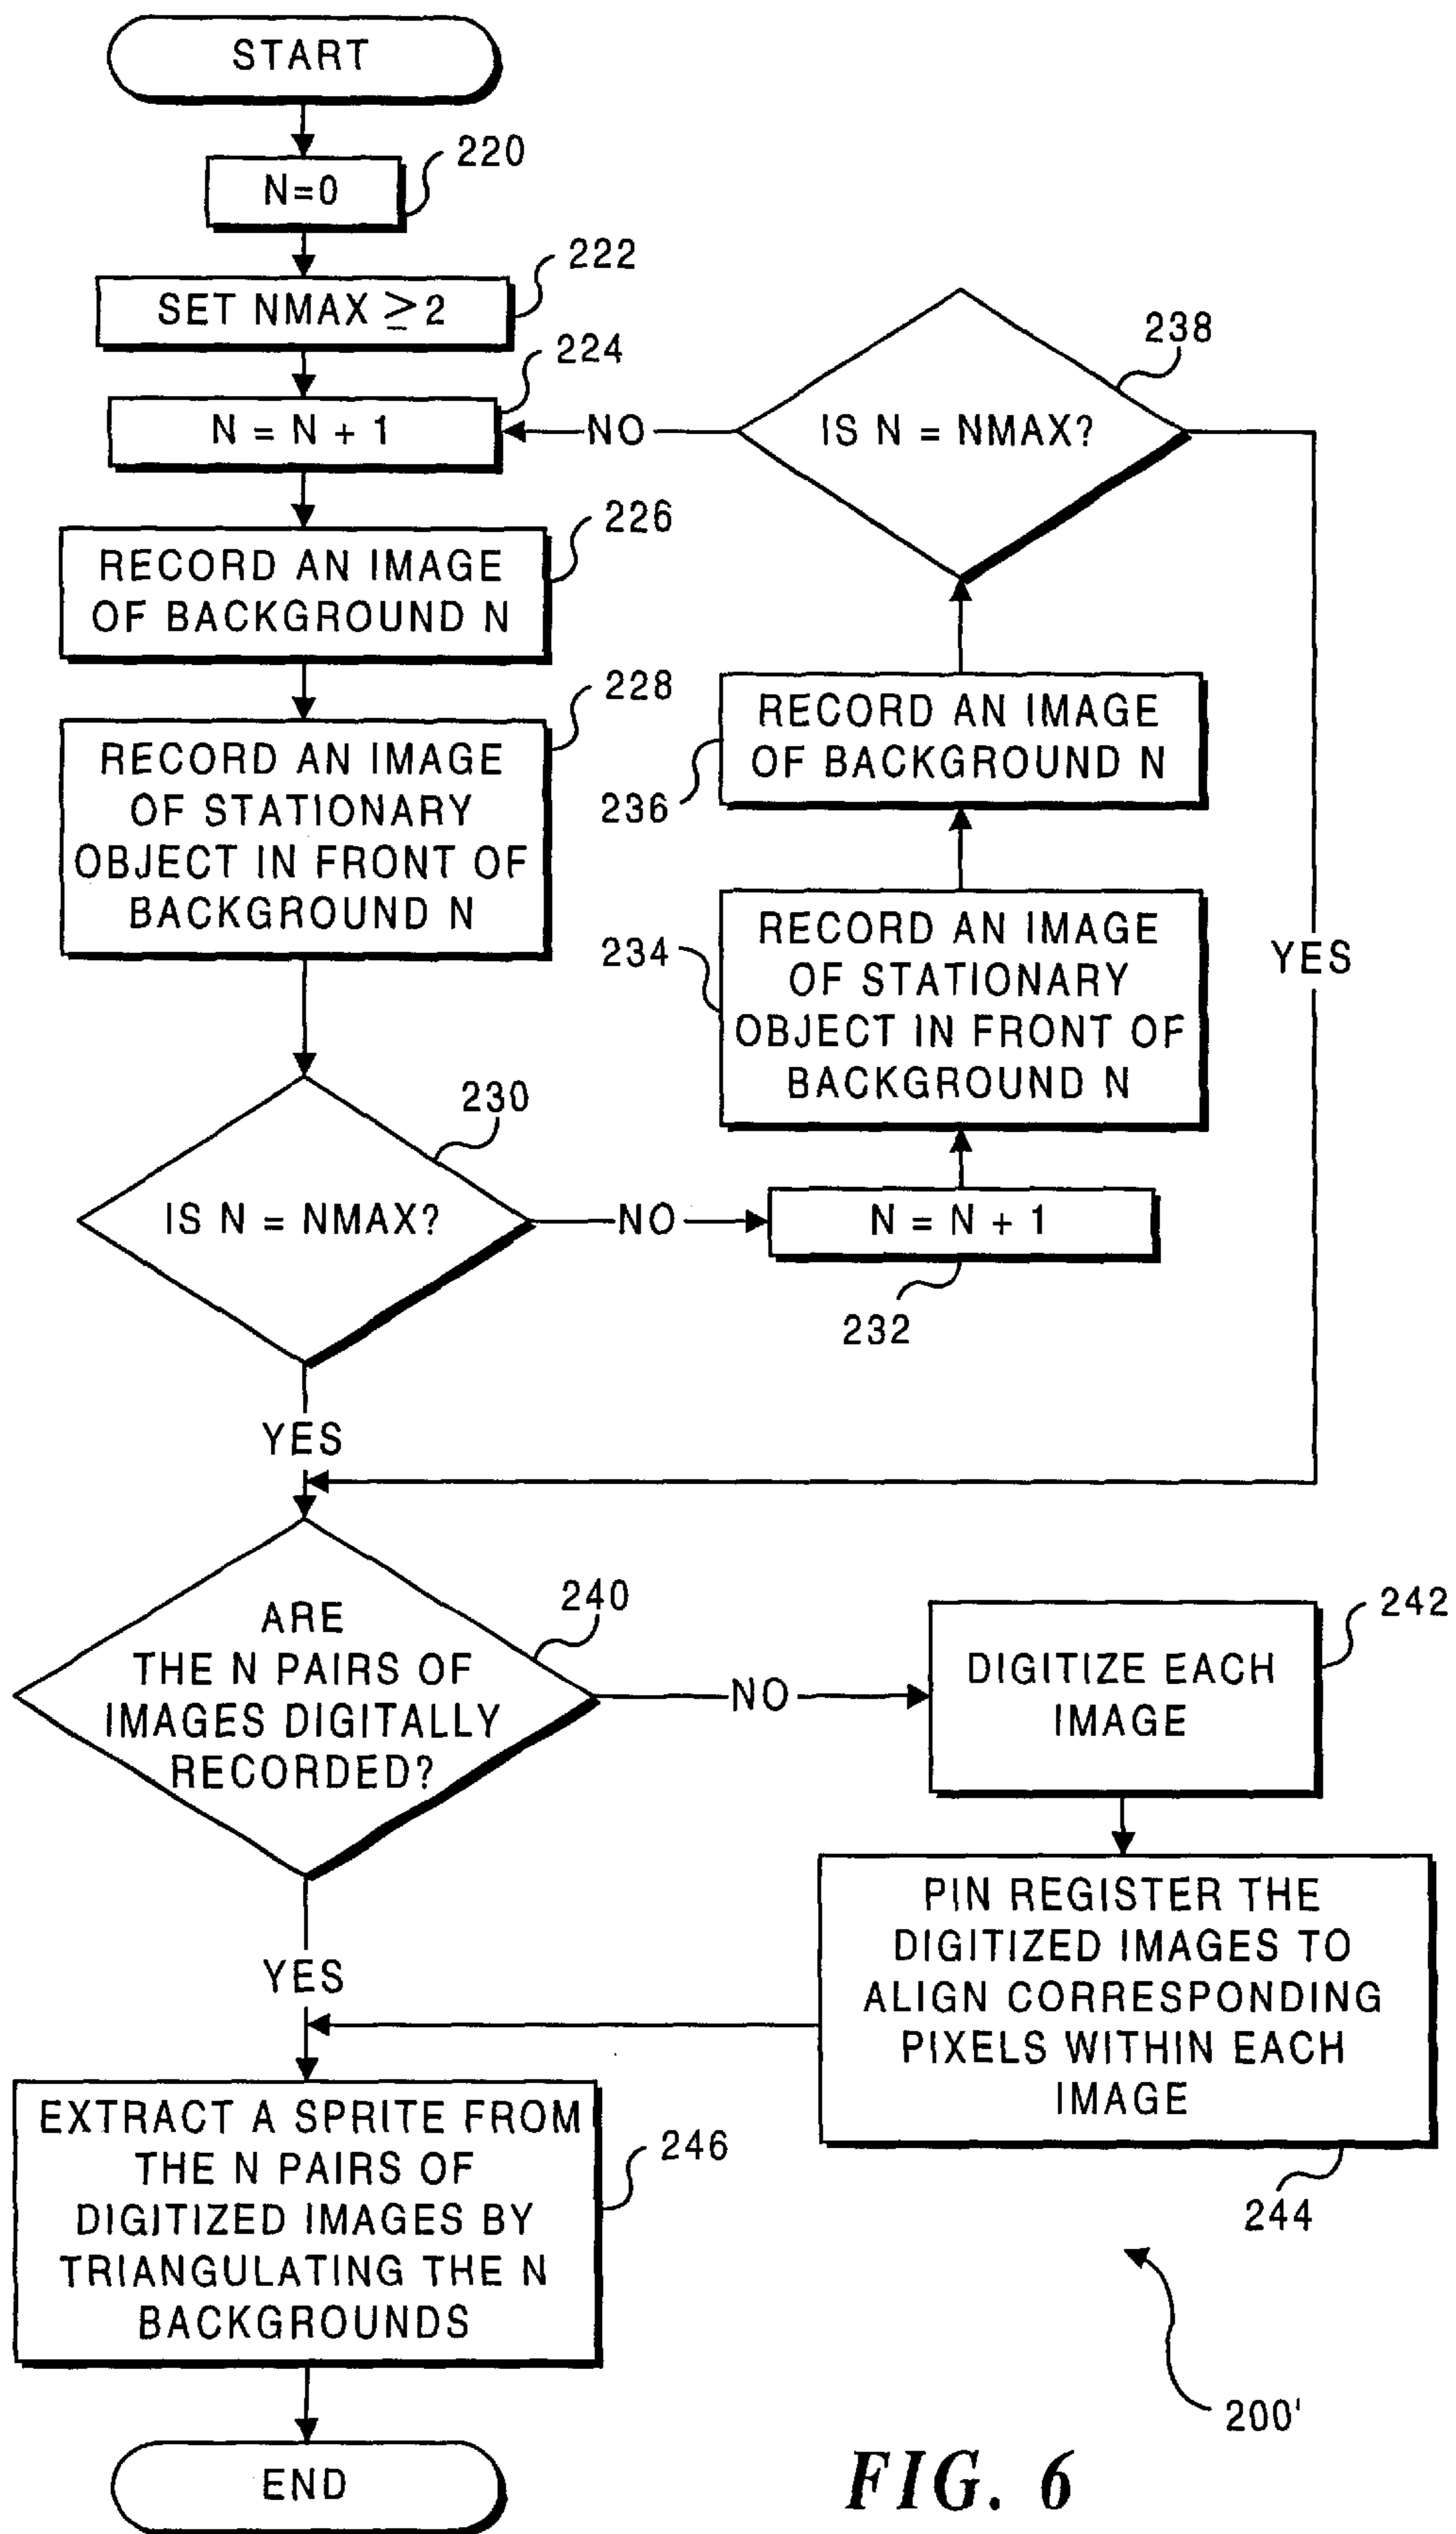 START
220
N=0
222
SET NMAX ≥ 2
224
N = N + 1
226
RECORD AN IMAGE
OF BACKGROUND N
228
RECORD AN IMAGE
OF STATIONARY
OBJECT IN FRONT OF
BACKGROUND N
230
IS N = NMAX?
NO
N = N + 1
232
234
RECORD AN IMAGE
OF STATIONARY
OBJECT IN FRONT OF
BACKGROUND N
236
RECORD AN IMAGE
OF BACKGROUND N
238
IS N = NMAX?
NO
YES
YES
240
ARE
THE N PAIRS OF
IMAGES DIGITALLY
RECORDED?
NO
242
DIGITIZE EACH
IMAGE
PIN REGISTER THE
DIGITIZED IMAGES TO
ALIGN CORRESPONDING
PIXELS WITHIN EACH
IMAGE
244
YES
EXTRACT A SPRITE FROM
THE N PAIRS OF
DIGITIZED IMAGES BY
TRIANGULATING THE N
BACKGROUNDS
246
END
200'
FIG. 6